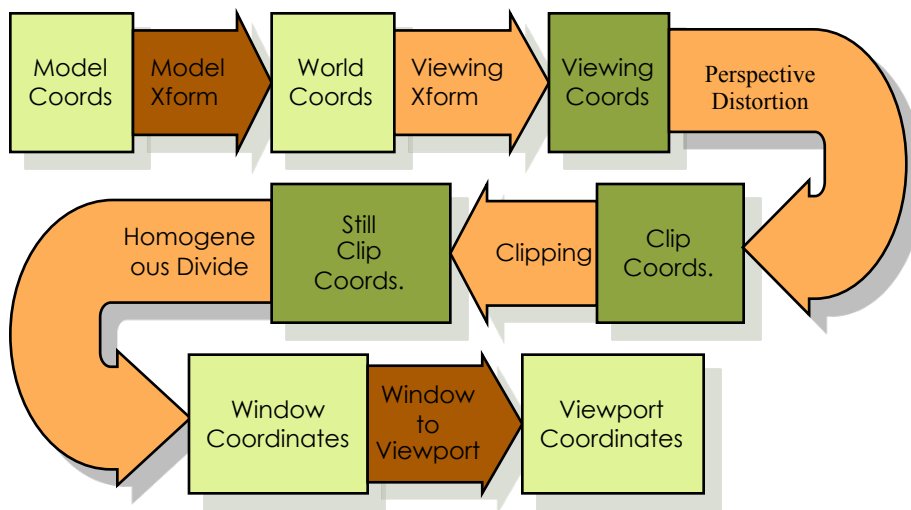 Model
Coords
Model
Xform
World
Coords
Viewing
Xform
Viewing
Coords
Perspective
Distortion
Homogene
ous Divide
Still
Clip
Coords.
Clipping
Clip
Coords.
Window
Coordinates
Window
to
Viewport
Viewport
Coordinates